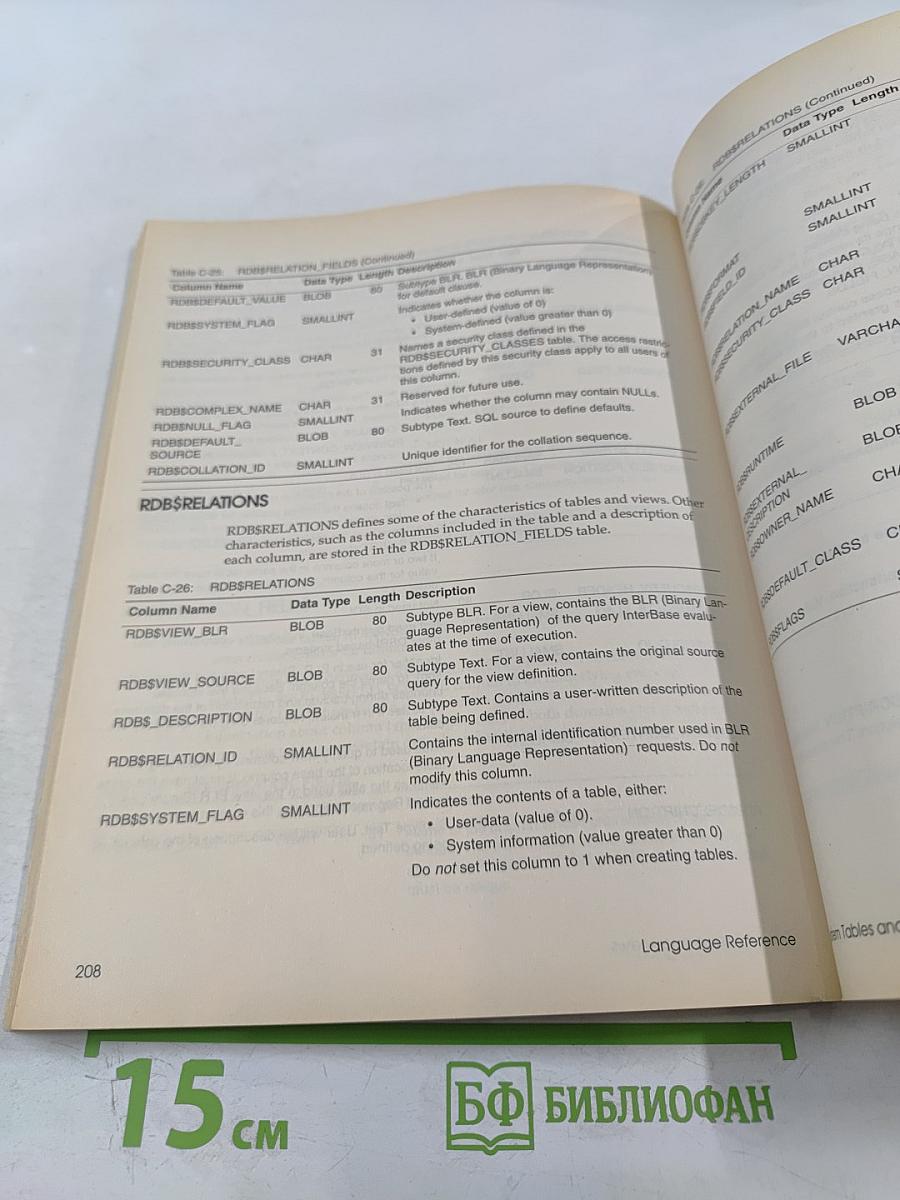 Table C-25: RDB$RELATION_FIELDS (Continued)
Column Name Data Type Length Description
RDB$DEFAULT_VALUE BLOB 80 Subtype BLR. BLR (Binary Language Representation)
for default clause.
RDB$SYSTEM_FLAG SMALLINT Indicates whether the column is:
• User-defined (value of 0)
• System-defined (value greater than 0)
RDB$SECURITY_CLASS CHAR 31 Names a security class defined in the
RDB$SECURITY_CLASSES table. The access restric-
tions defined by this security class apply to all users of
this column.
RDB$COMPLEX_NAME CHAR 31 Reserved for future use.
RDB$NULL_FLAG SMALLINT Indicates whether the column may contain NULLs.
RDB$DEFAULT_ BLOB 80 Subtype Text. SQL source to define defaults.
SOURCE
RDB$COLLATION_ID SMALLINT Unique identifier for the collation sequence.
RDB$RELATIONS
RDB$RELATIONS defines some of the characteristics of tables and views. Other
characteristics, such as the columns included in the table and a description of
each column, are stored in the RDB$RELATION_FIELDS table.
Table C-26: RDB$RELATIONS
Column Name Data Type Length Description
RDB$VIEW_BLR BLOB 80 Subtype BLR. For a view, contains the BLR (Binary Lan-
guage Representation) of the query InterBase evalu-
ates at the time of execution.
RDB$VIEW_SOURCE BLOB 80 Subtype Text. For a view, contains the original source
query for the view definition.
RDB$_DESCRIPTION BLOB 80 Subtype Text. Contains a user-written description of the
table being defined.
RDB$RELATION_ID SMALLINT Contains the internal identification number used in BLR
(Binary Language Representation) requests. Do not
modify this column.
RDB$SYSTEM_FLAG SMALLINT Indicates the contents of a table, either:
• User-data (value of 0).
• System information (value greater than 0)
Do not set this column to 1 when creating tables.
208 Language Reference
RDB$RELATIONS (Continued)
Data Type Length
SMALLINT
SMALLINT
SMALLINT
CHAR
CHAR
VARCHA
BLOB
OWNER_NAME
DEFAULT_CLASS
Tables and
15 см
БФ БИБЛИОФАН